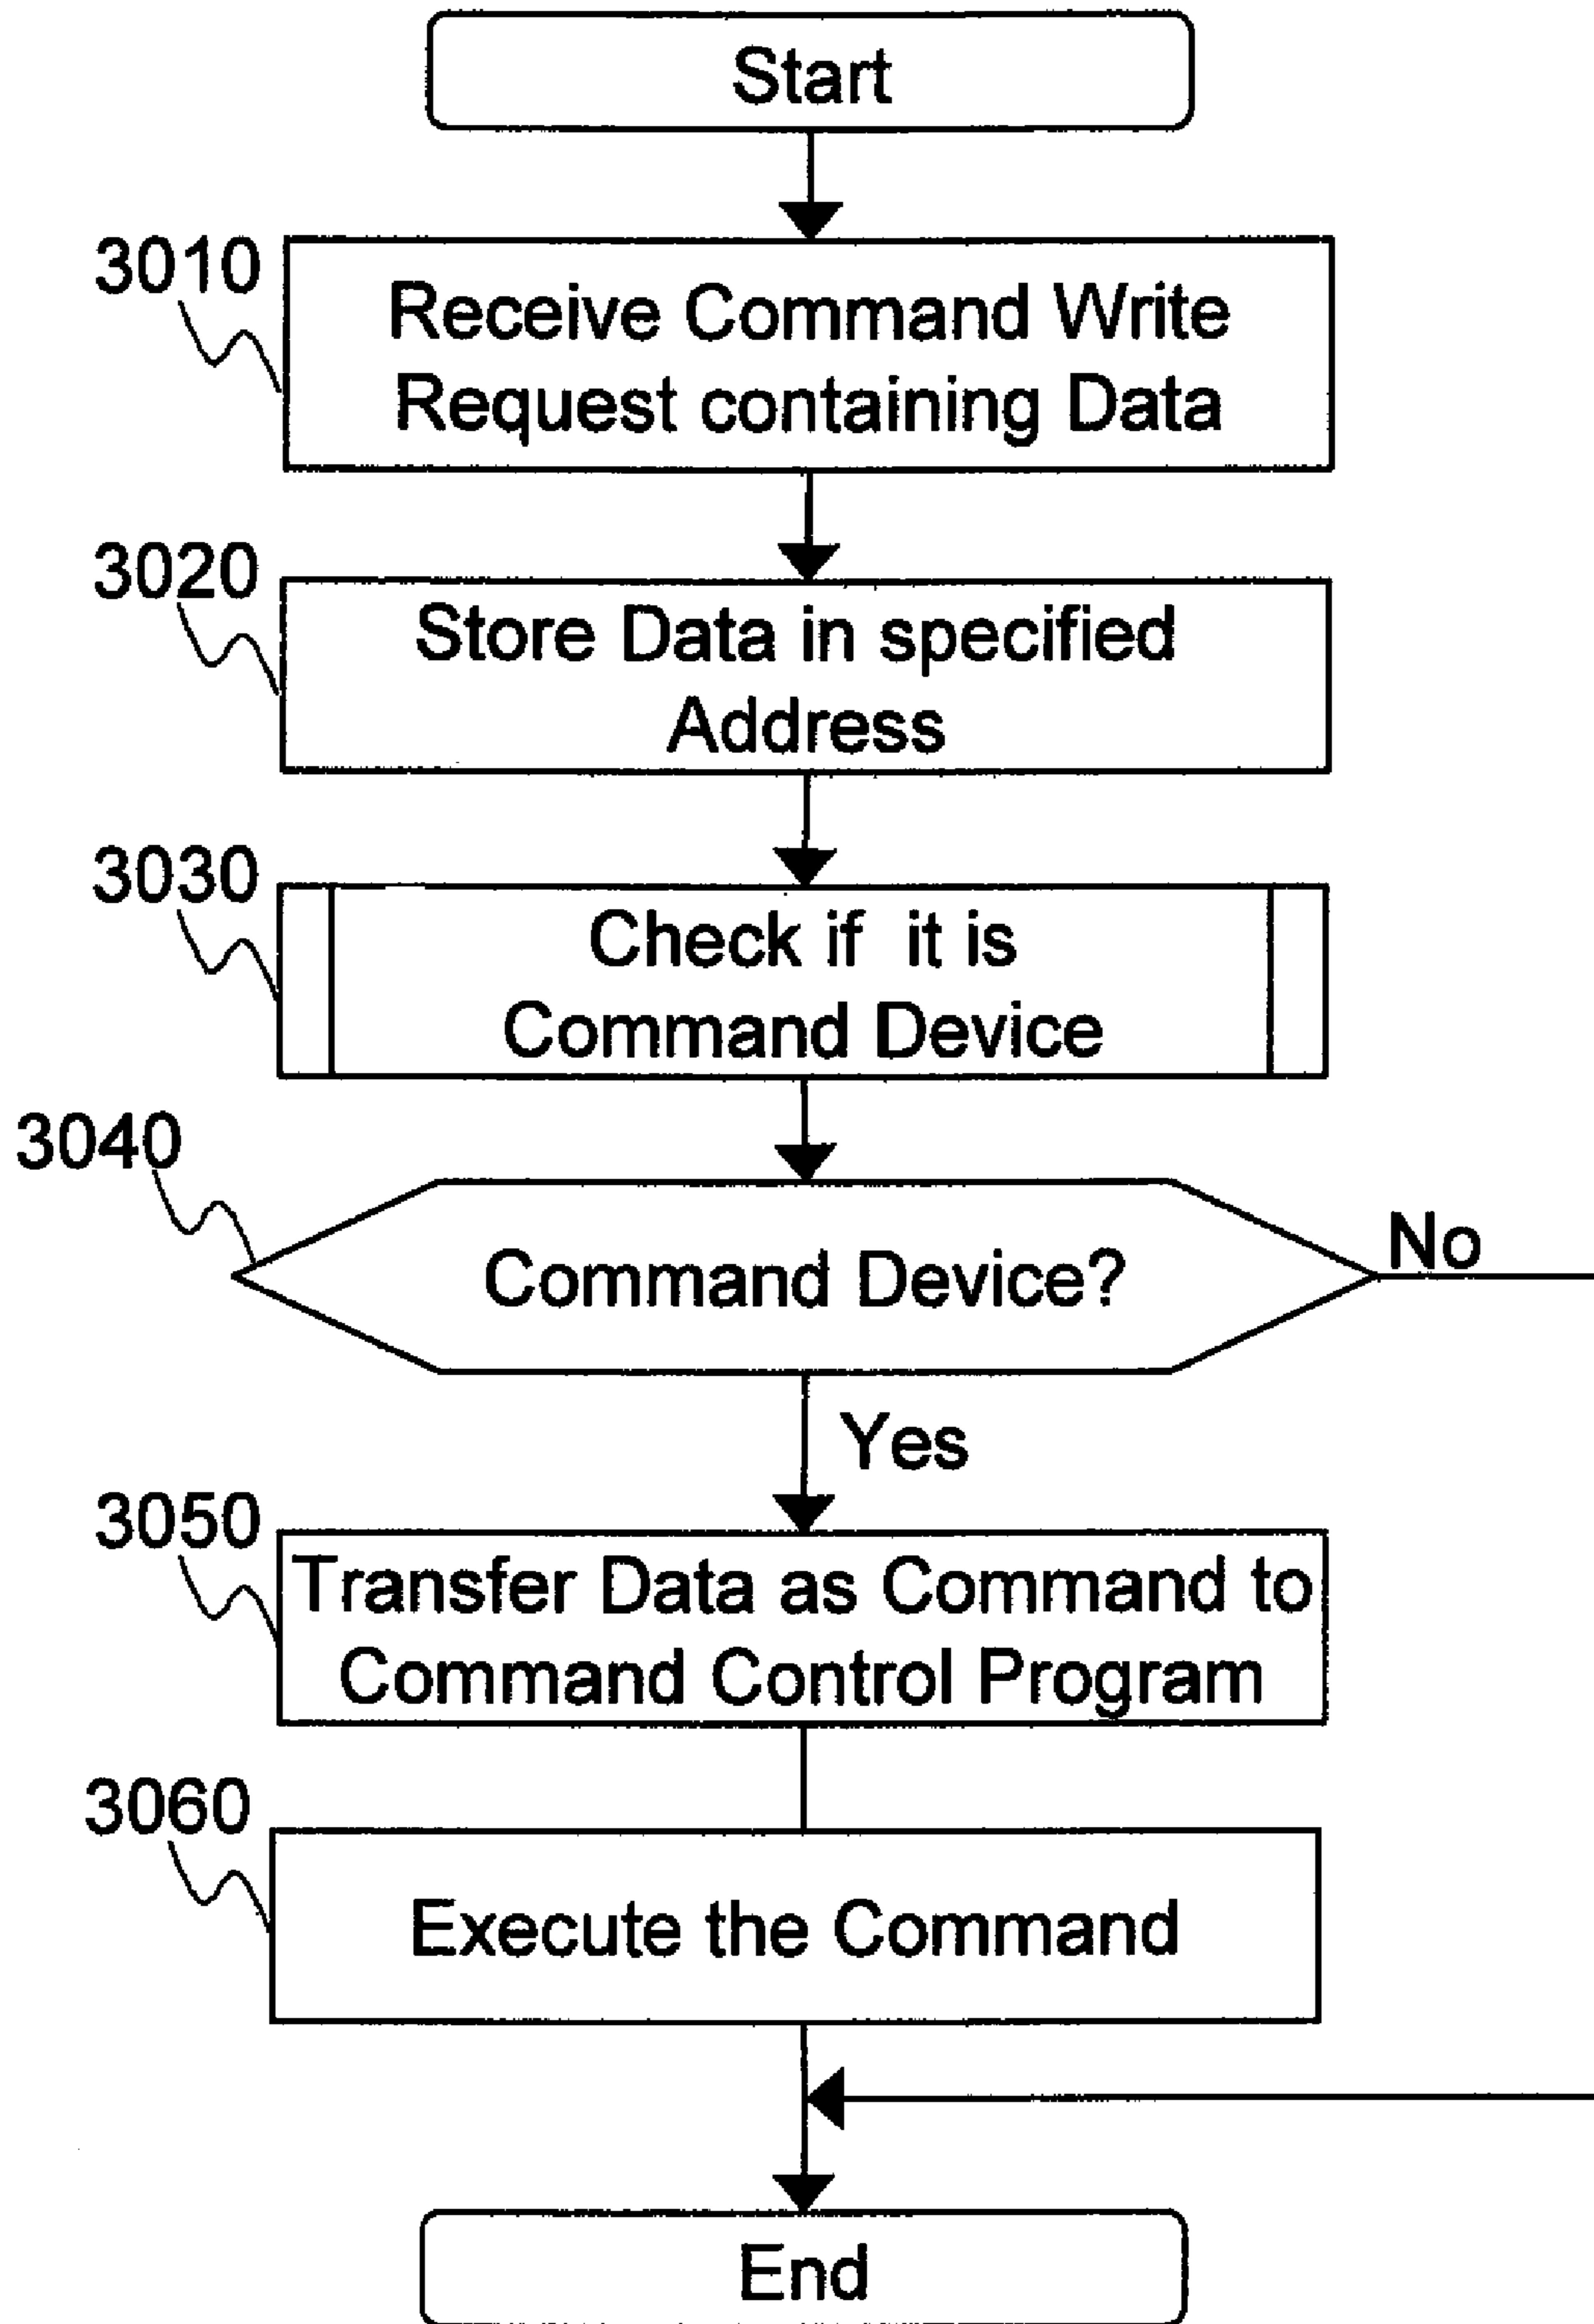 Start
3010
Receive Command Write
Request containing Data
3020
Store Data in specified
Address
3030
Check if it is
Command Device
3040
Command Device?
No
Yes
3050
Transfer Data as Command to
Command Control Program
3060
Execute the Command
End